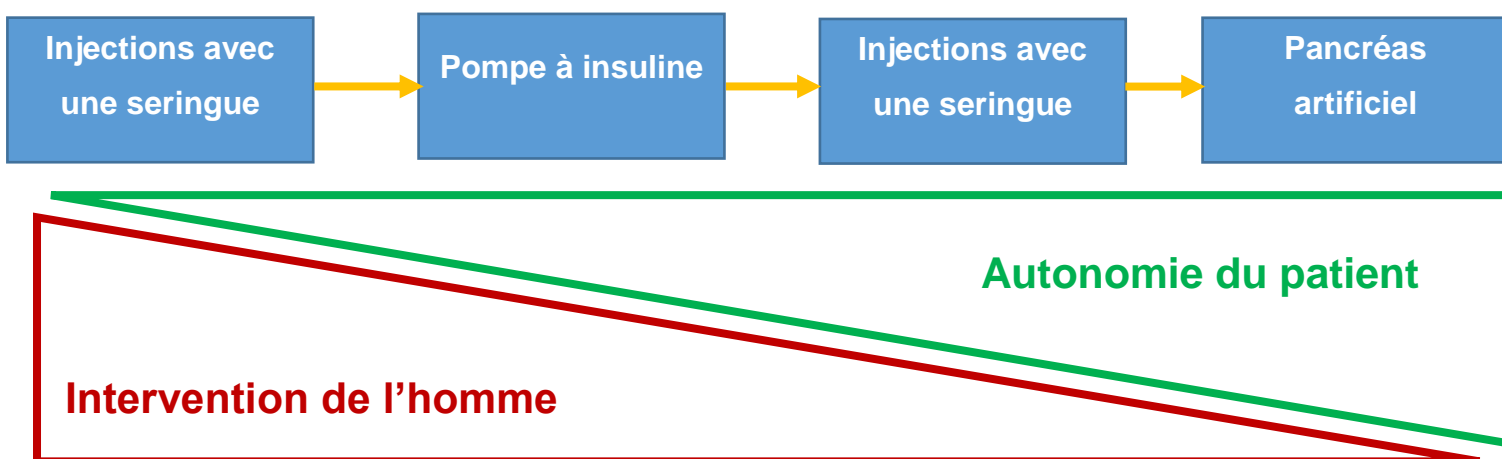 Injections avec
une seringue
Pompe à insuline
Injections avec
une seringue
Pancréas
artificiel
Autonomie du patient
Intervention de l’homme